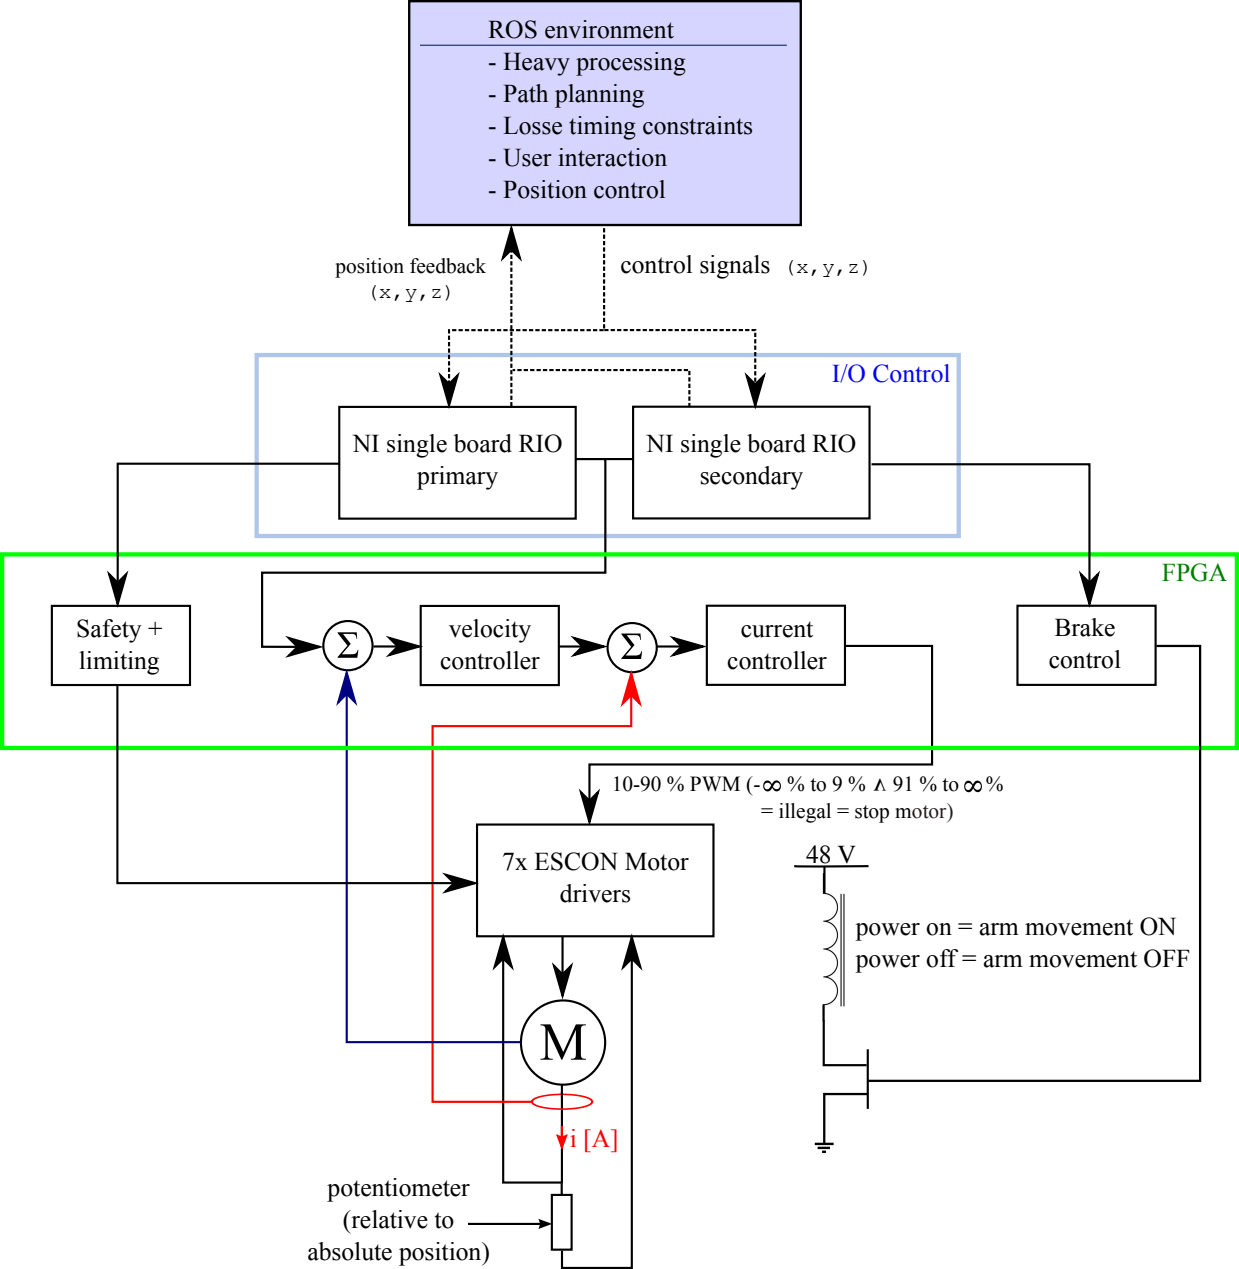 ROS environment
- Heavy processing
- Path planning
- Losse timing constraints
- User interaction
- Position control
position feedback
(x,y,z)
control signals (x,y,z)
I/O Control
NI single board RIO
primary
NI single board RIO
secondary
FPGA
Safety +
limiting
Σ
velocity
controller
Σ
current
controller
Brake
control
10-90 % PWM (-∞ % to 9 % ∧ 91 % to ∞ %
= illegal = stop motor)
7x ESCON Motor
drivers
48 V
power on = arm movement ON
power off = arm movement OFF
M
i [A]
potentiometer
(relative to
absolute position)